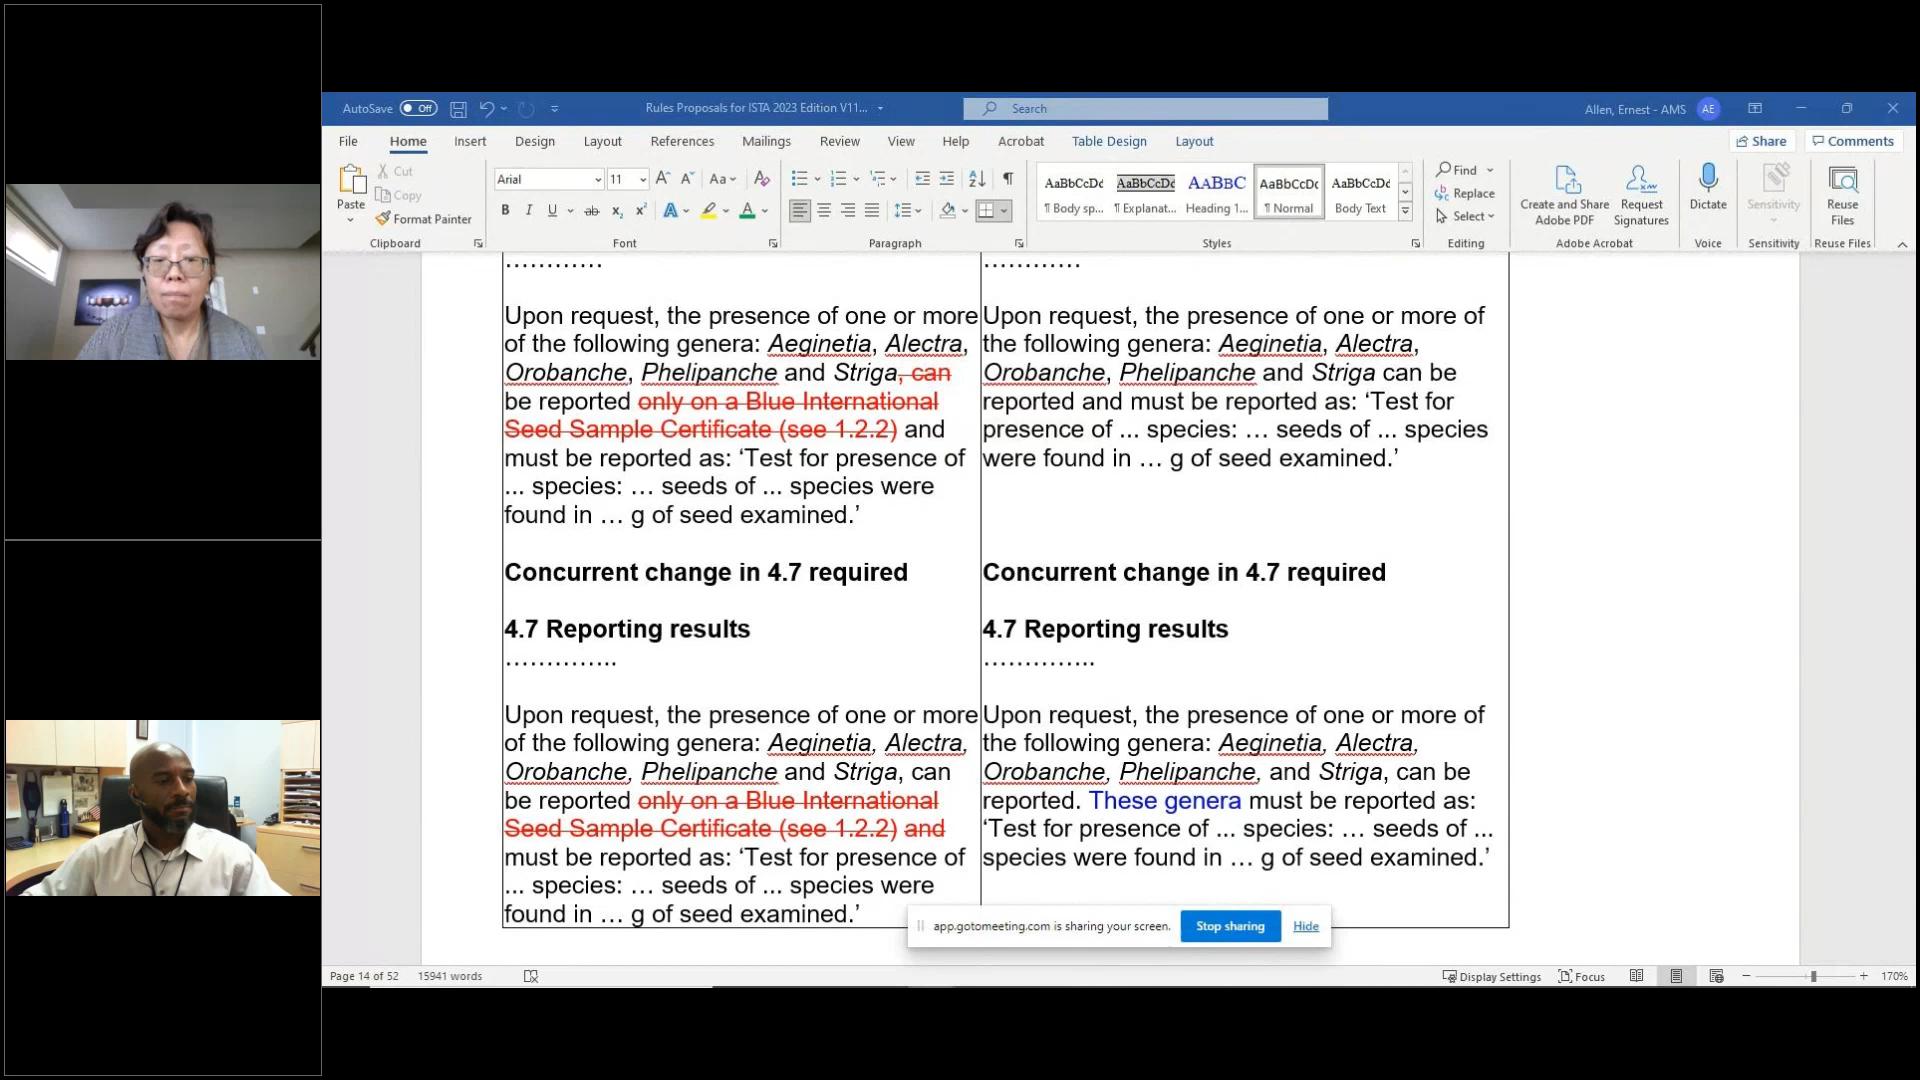 AutoSave Off
Rules Proposals for ISTA 2023 Edition V11...
Search
Allen, Ernest - AMS AE
File Home Insert Design Layout References Mailings Review View Help Acrobat Table Design Layout
Share Comments
Paste
Cut
Copy
Format Painter
Clipboard
Arial 11
Font
Paragraph
AaBbCcDc AaBbCcDc AABBC AaBbCcDc AaBbCcDc
¶ Body sp... ¶ Explanat... Heading 1... ¶ Normal Body Text
Styles
Find
Replace
Select
Editing
Create and Share
Adobe PDF
Request
Signatures
Adobe Acrobat
Dictate
Voice
Sensitivity
Sensitivity
Reuse
Files
Reuse Files
…………
Upon request, the presence of one or more
of the following genera: Aeginetia, Alectra,
Orobanche, Phelipanche and Striga, can
be reported only on a Blue International
Seed Sample Certificate (see 1.2.2) and
must be reported as: ‘Test for presence of
... species: … seeds of ... species were
found in … g of seed examined.’
Concurrent change in 4.7 required
4.7 Reporting results
…………..
Upon request, the presence of one or more
of the following genera: Aeginetia, Alectra,
Orobanche, Phelipanche and Striga, can
be reported only on a Blue International
Seed Sample Certificate (see 1.2.2) and
must be reported as: ‘Test for presence of
... species: … seeds of ... species were
found in … g of seed examined.’
…………
Upon request, the presence of one or more of
the following genera: Aeginetia, Alectra,
Orobanche, Phelipanche and Striga can be
reported and must be reported as: ‘Test for
presence of ... species: … seeds of ... species
were found in … g of seed examined.’
Concurrent change in 4.7 required
4.7 Reporting results
…………..
Upon request, the presence of one or more of
the following genera: Aeginetia, Alectra,
Orobanche, Phelipanche, and Striga, can be
reported. These genera must be reported as:
‘Test for presence of ... species: … seeds of ...
species were found in … g of seed examined.’
app.gotomeeting.com is sharing your screen. Stop sharing Hide
Page 14 of 52 15941 words
Display Settings Focus 170%